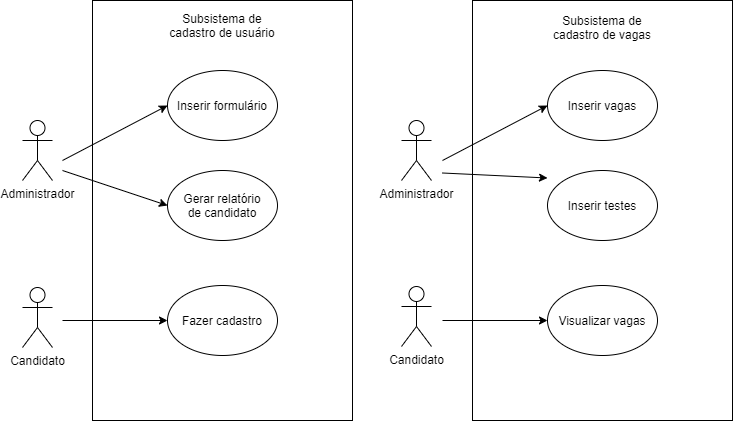 Subsistema de
cadastro de usuário
Inserir formulário
Administrador
Gerar relatório
de candidato
Fazer cadastro
Candidato
Subsistema de
cadastro de vagas
Inserir vagas
Administrador
Inserir testes
Visualizar vagas
Candidato